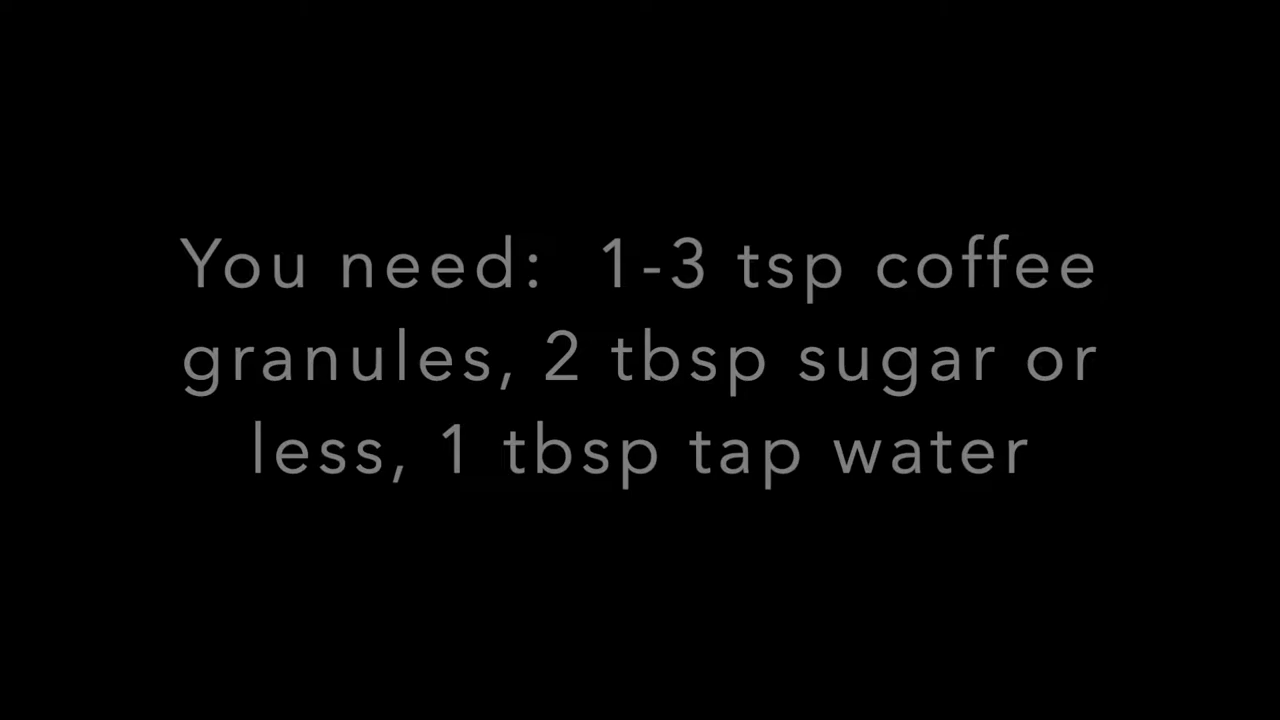 You need:  1-3 tsp coffee
granules, 2 tbsp sugar or
less, 1 tbsp tap water